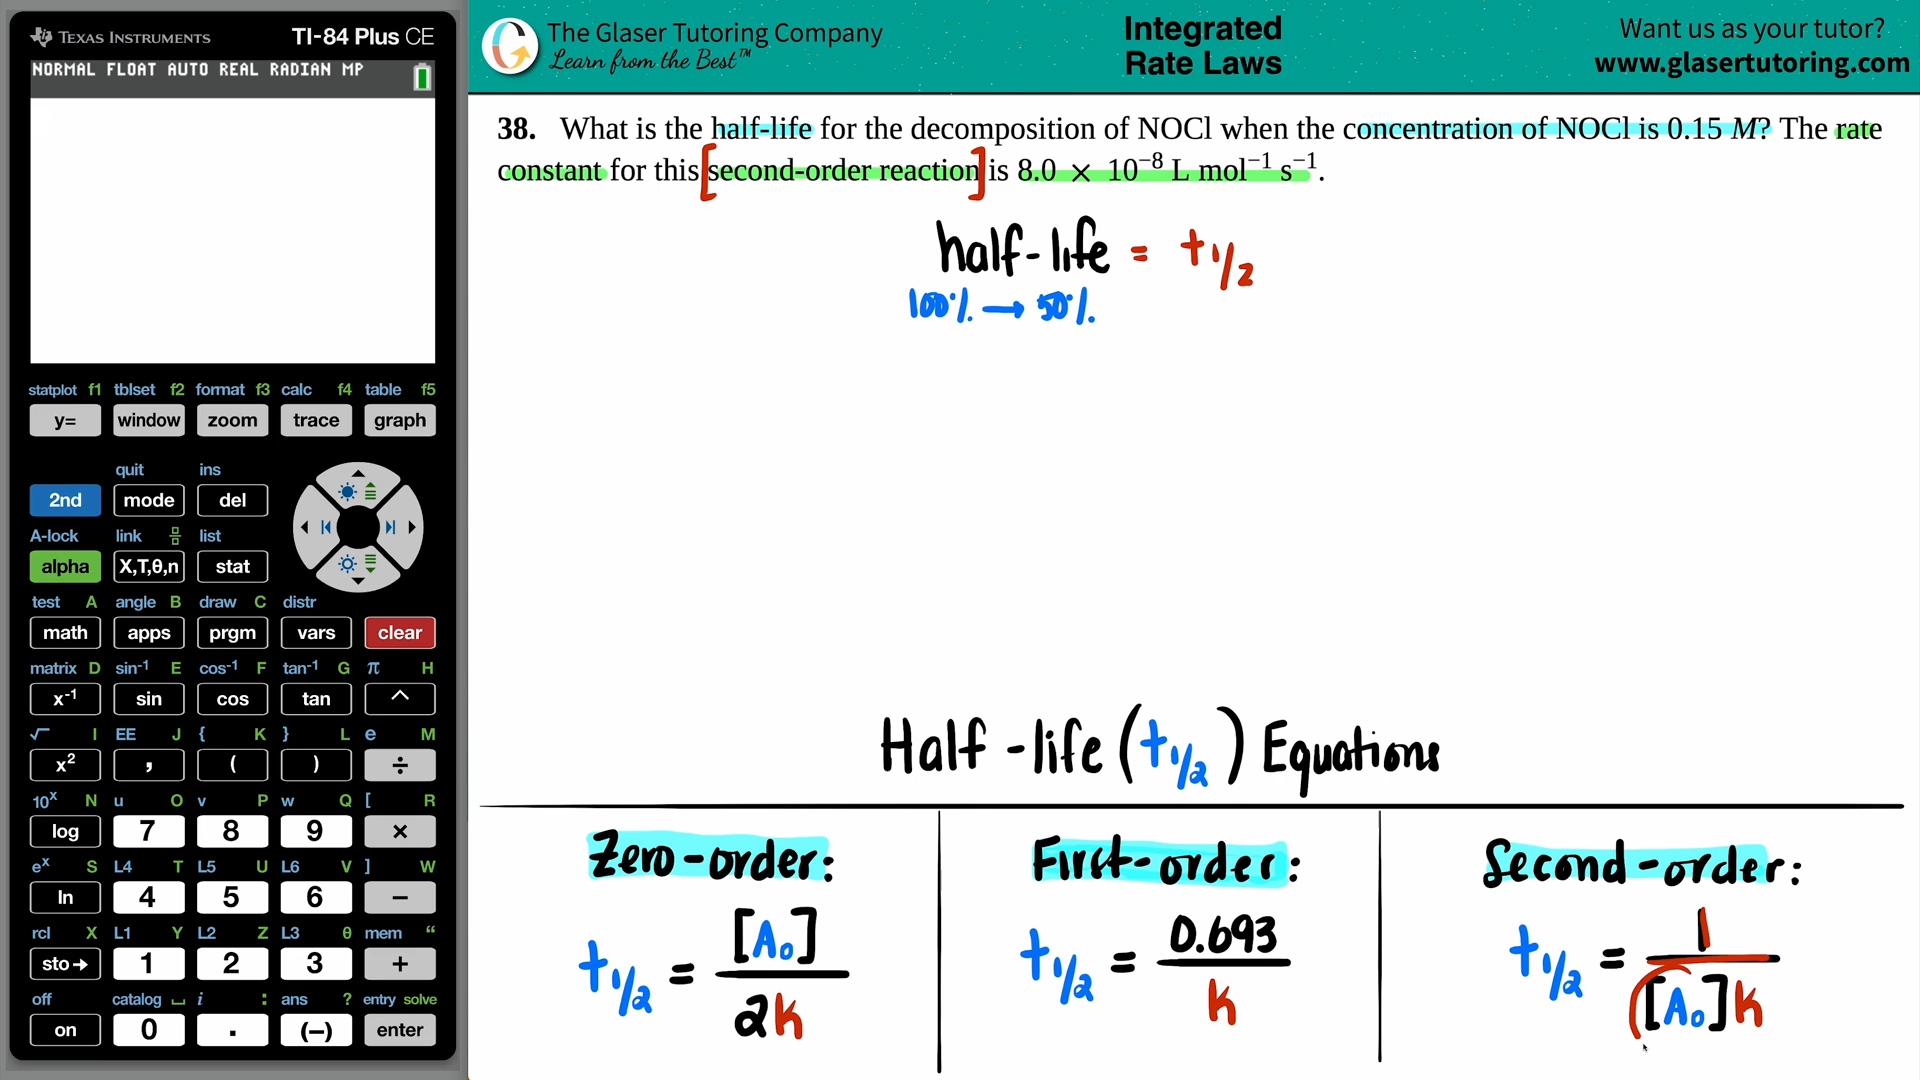 TEXAS INSTRUMENTS TI-84 Plus CE
NORMAL FLOAT AUTO REAL RADIAN MP
statplot f1 tblset f2 format f3 calc f4 table f5
y= window zoom trace graph
quit ins
2nd mode del
A-lock link list
alpha X,T,θ,n stat
test A angle B draw C distr
math apps prgm vars clear
matrix D sin⁻¹ E cos⁻¹ F tan⁻¹ G π H
x⁻¹ sin cos tan ^
√ I EE J { K } L e M
x² , ( ) ÷
10ˣ N u O v P w Q [ R
log 7 8 9 ×
eˣ S L4 T L5 U L6 V ] W
ln 4 5 6 −
rcl X L1 Y L2 Z L3 θ mem “
sto→ 1 2 3 +
off catalog ⎵ i : ans ? entry solve
on 0 . (−) enter
The Glaser Tutoring Company
Learn from the Best™
Integrated
Rate Laws
Want us as your tutor?
www.glasertutoring.com
38. What is the half-life for the decomposition of NOCl when the concentration of NOCl is 0.15 M? The rate
constant for this [second-order reaction] is 8.0 × 10⁻⁸ L mol⁻¹ s⁻¹.
half-life = t1/2
100% → 50%
Half-life (t1/2) Equations
Zero-order:
t1/2 = [A₀] / 2k
First-order:
t1/2 = 0.693 / k
Second-order:
t1/2 = 1 / ([A₀]k